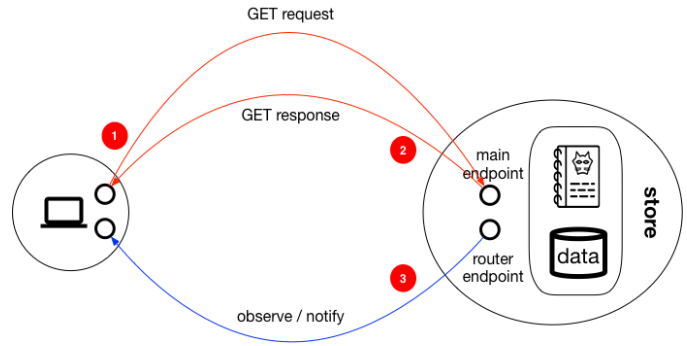 GET request
GET response
1
2
main
endpoint
store
data
router
endpoint
3
observe / notify